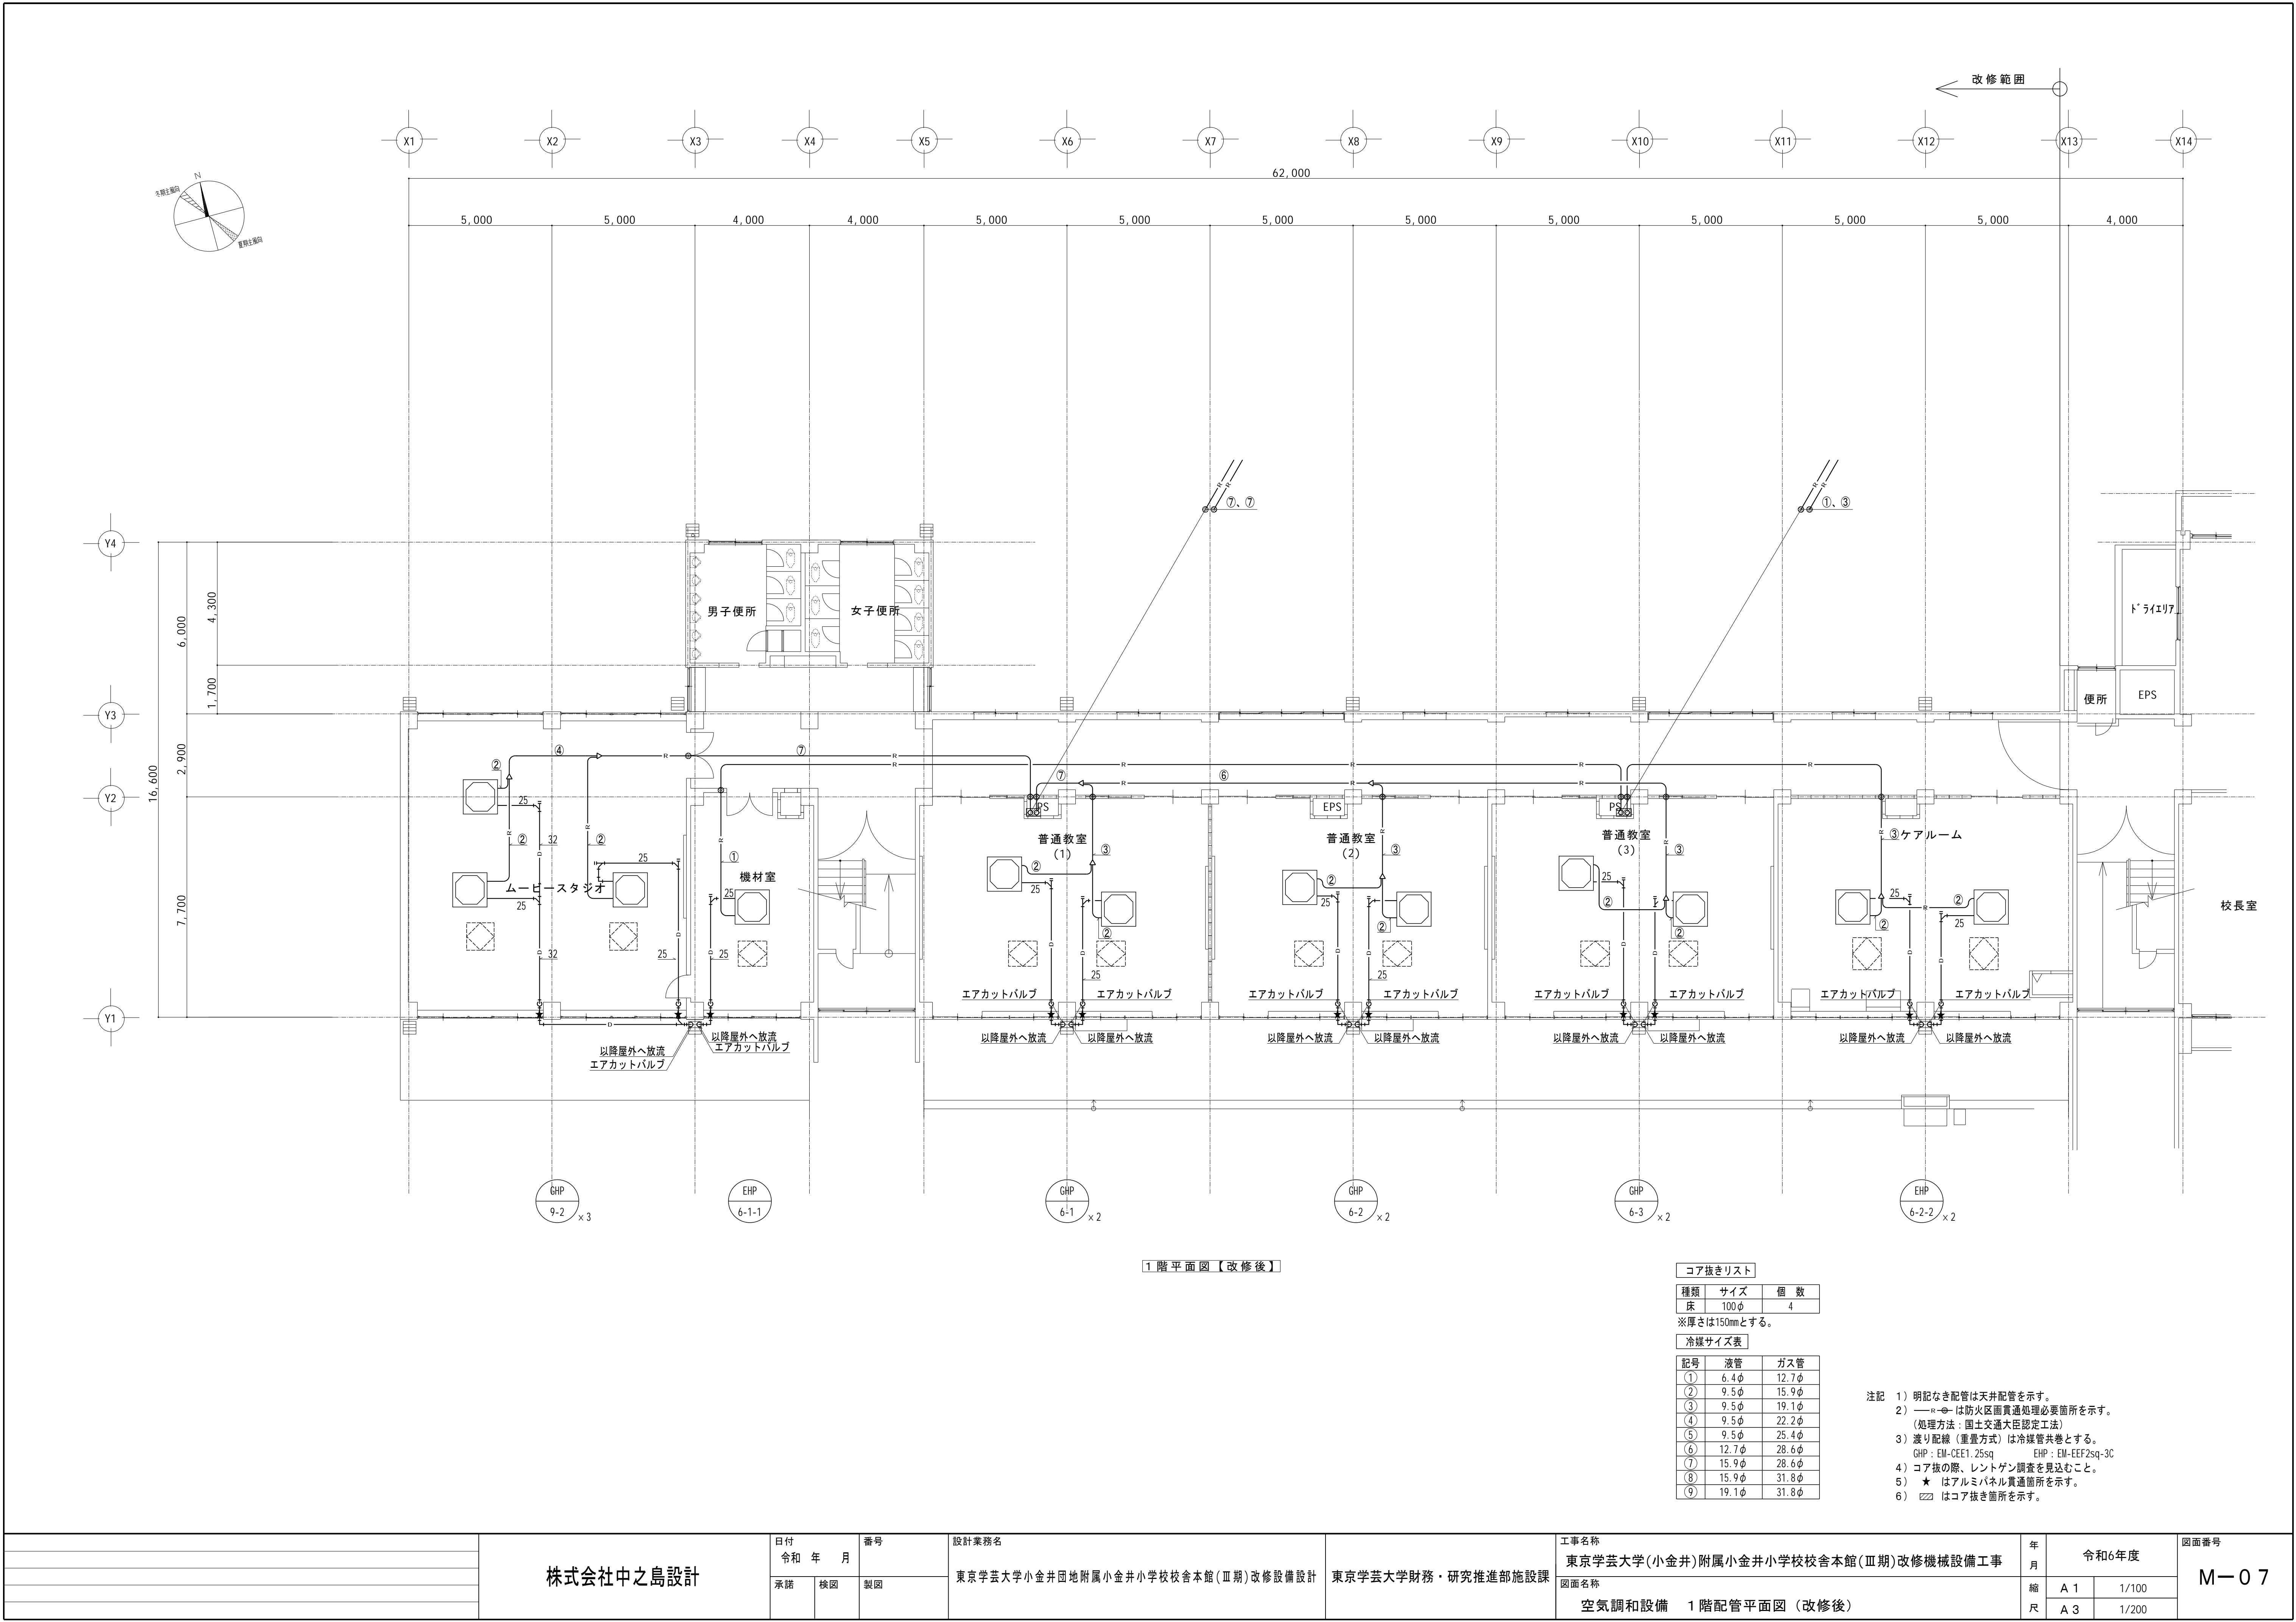 改修範囲
X1 X2 X3 X4 X5 X6 X7 X8 X9 X10 X11 X12 X13 X14
62,000
5,000 5,000 4,000 4,000 5,000 5,000 5,000 5,000 5,000 5,000 5,000 5,000 4,000
N
冬期主風向
夏期主風向
⑦、⑦
①、③
Y4
Y3
Y2
Y1
16,600
6,000
2,900
7,700
4,300
1,700
男子便所
女子便所
ドライエリア
便所
EPS
④ R ⑦ R R R R R
② ⑦ R ⑥ R R
PS EPS PS
25 32 ② ② 25
ムービースタジオ
25 32 25
機材室
① 25 25
普通教室
(1)
② ③ 25 ② 25
普通教室
(2)
② ③ 25 ② 25
普通教室
(3)
25 ② ③ ②
③ケアルーム
25 ② ② 25
校長室
エアカットバルブ エアカットバルブ エアカットバルブ エアカットバルブ エアカットバルブ エアカットバルブ エアカットバルブ エアカットバルブ
以降屋外へ放流
エアカットバルブ
以降屋外へ放流
エアカットバルブ
以降屋外へ放流 以降屋外へ放流 以降屋外へ放流 以降屋外へ放流 以降屋外へ放流 以降屋外へ放流 以降屋外へ放流 以降屋外へ放流
GHP 9-2 ×3
EHP 6-1-1
GHP 6-1 ×2
GHP 6-2 ×2
GHP 6-3 ×2
EHP 6-2-2 ×2
1階平面図【改修後】
コア抜きリスト
種類 サイズ 個 数
床 100φ 4
※厚さは150mmとする。
冷媒サイズ表
記号 液管 ガス管
① 6.4φ 12.7φ
② 9.5φ 15.9φ
③ 9.5φ 19.1φ
④ 9.5φ 22.2φ
⑤ 9.5φ 25.4φ
⑥ 12.7φ 28.6φ
⑦ 15.9φ 28.6φ
⑧ 15.9φ 31.8φ
⑨ 19.1φ 31.8φ
注記 1) 明記なき配管は天井配管を示す。
2) R は防火区画貫通処理必要箇所を示す。
(処理方法:国土交通大臣認定工法)
3) 渡り配線(重畳方式)は冷媒管共巻とする。
GHP:EM-CEE1.25sq EHP:EM-EEF2sq-3C
4) コア抜の際、レントゲン調査を見込むこと。
5) ★ はアルミパネル貫通箇所を示す。
6) はコア抜き箇所を示す。
株式会社中之島設計
日付
令和 年 月
番号
承諾 検図 製図
設計業務名
東京学芸大学小金井団地附属小金井小学校校舎本館(Ⅲ期)改修設備設計
東京学芸大学財務・研究推進部施設課
工事名称
東京学芸大学(小金井)附属小金井小学校校舎本館(Ⅲ期)改修機械設備工事
図面名称
空気調和設備 1階配管平面図(改修後)
年月
令和6年度
縮尺
A1 1/100
A3 1/200
図面番号
M-07